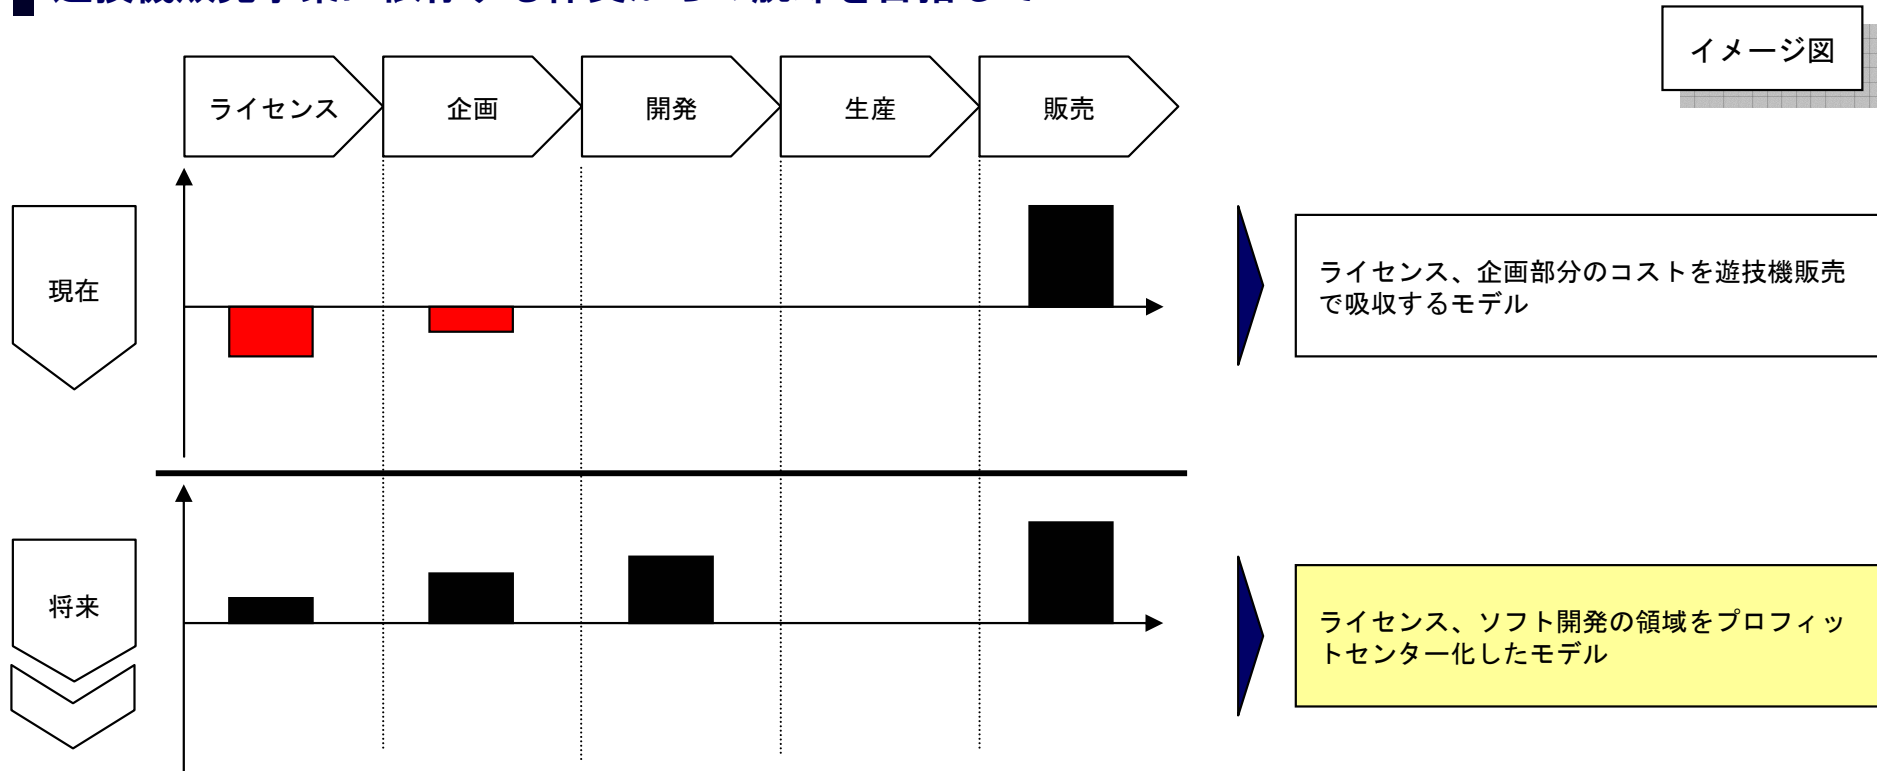 イメージ図
ライセンス
企画
開発
生産
販売
現在
ライセンス、企画部分のコストを遊技機販売
で吸収するモデル
将来
ライセンス、ソフト開発の領域をプロフィッ
トセンター化したモデル